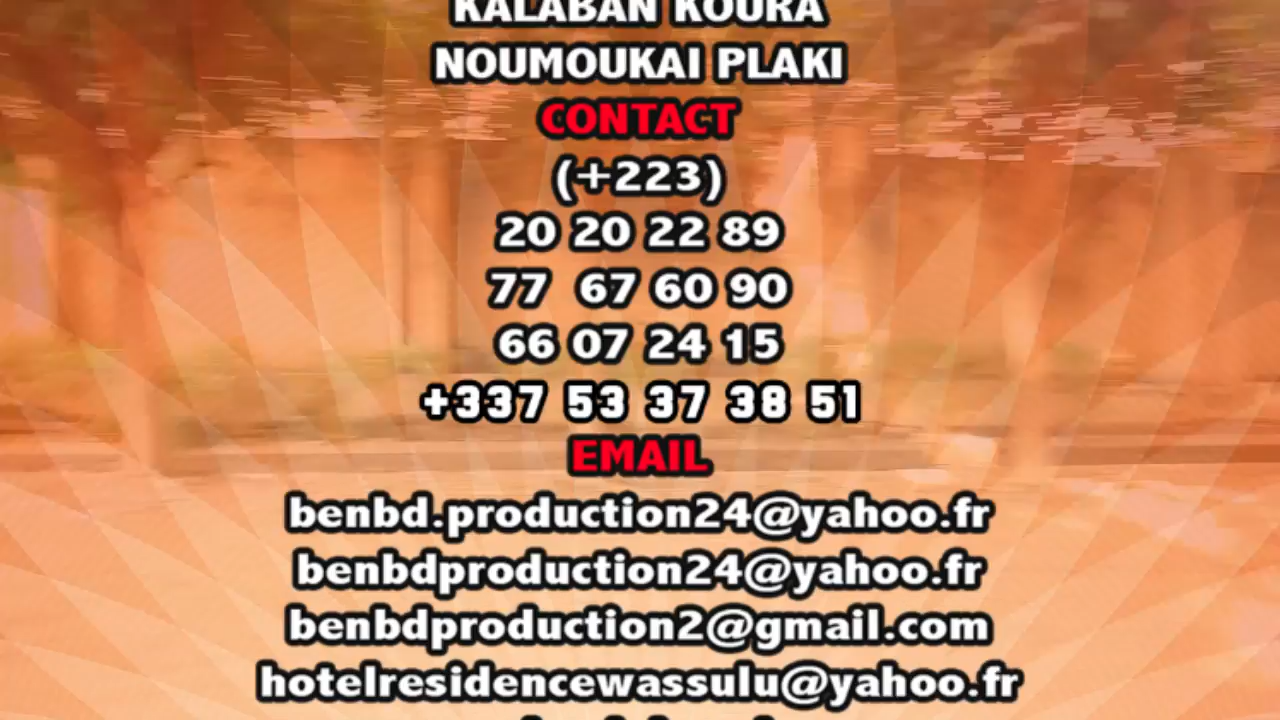 KALABAN KOURA
NOUMOUKAI PLAKI
CONTACT
(+223)
20 20 22 89
77 67 60 90
66 07 24 15
+337 53 37 38 51
EMAIL
benbd.production24@yahoo.fr
benbdproduction24@yahoo.fr
benbdproduction2@gmail.com
hotelresidencewassulu@yahoo.fr